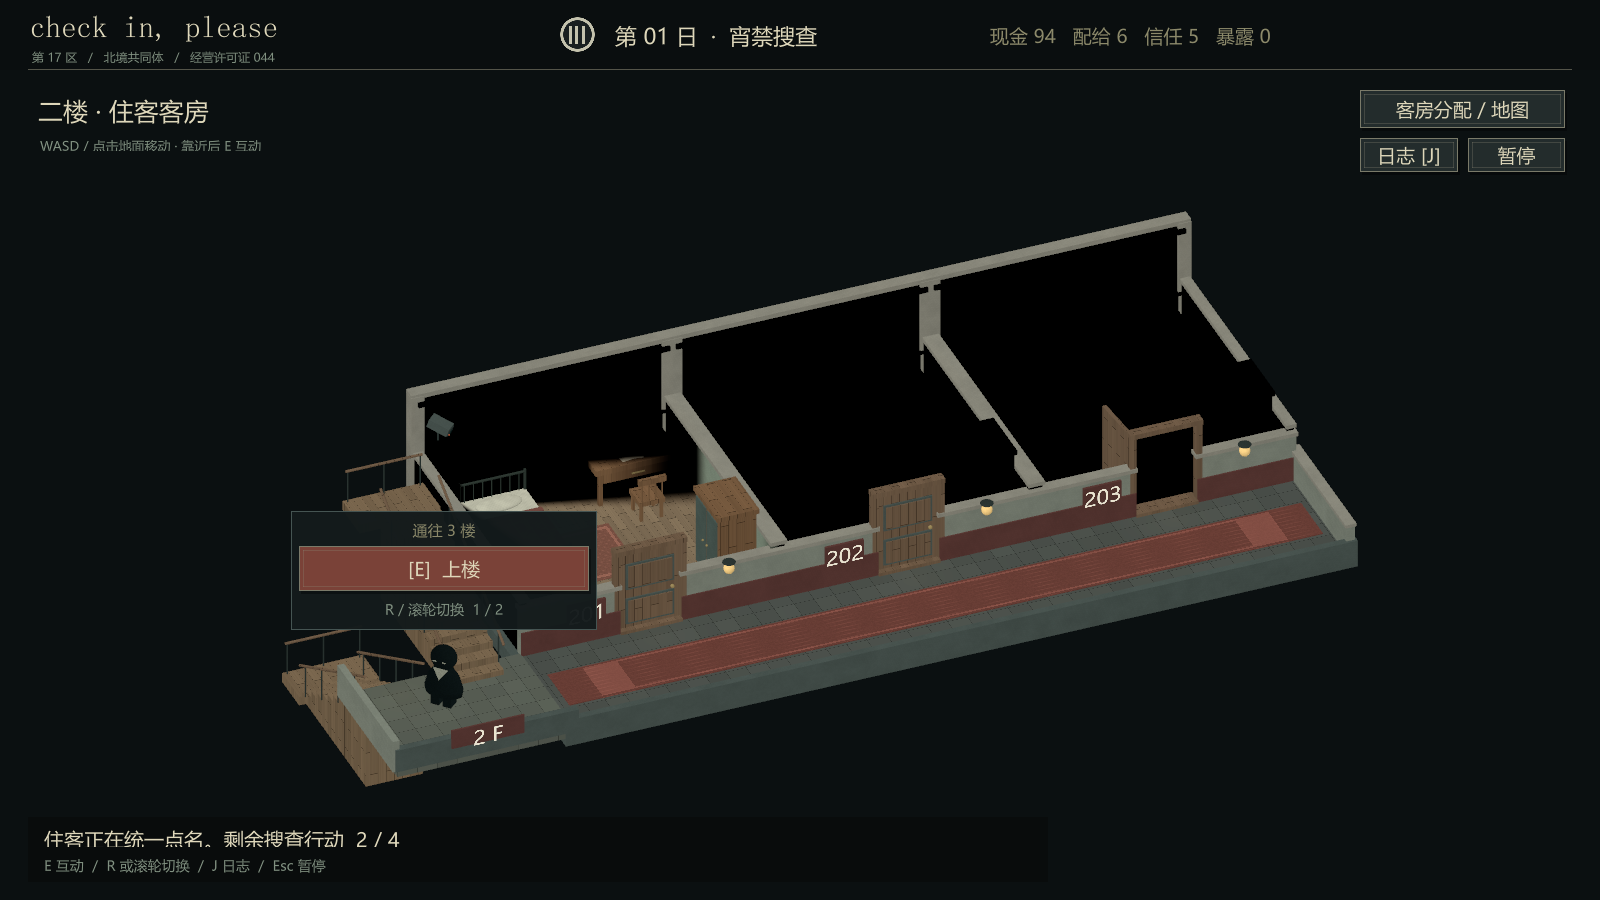 check in, please
第 17 区 / 北境共同体 / 经营许可证 044
第 01 日 · 宵禁搜查
现金 94 配给 6 信任 5 暴露 0
二楼 · 住客客房
WASD / 点击地面移动 · 靠近后 E 互动
客房分配 / 地图
日志 [J]
暂停
通往 3 楼
[E] 上楼
R / 滚轮切换 1 / 2
201
202
203
2 F
住客正在统一点名。剩余搜查行动 2 / 4
E 互动 / R 或滚轮切换 / J 日志 / Esc 暂停